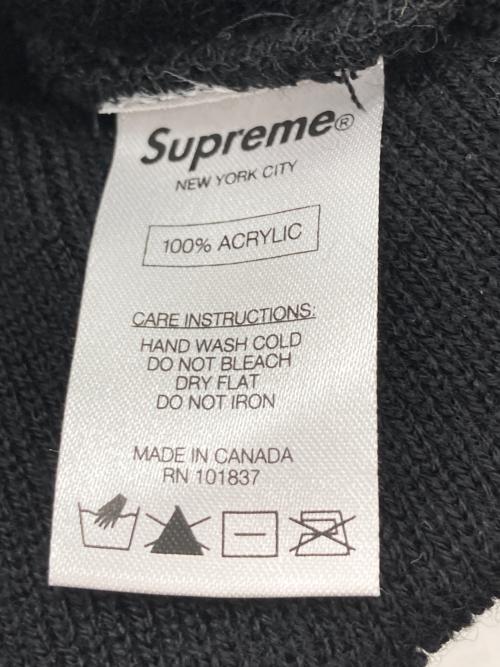 Supreme®
NEW YORK CITY
100% ACRYLIC
CARE INSTRUCTIONS:
HAND WASH COLD
DO NOT BLEACH
DRY FLAT
DO NOT IRON
MADE IN CANADA
RN 101837